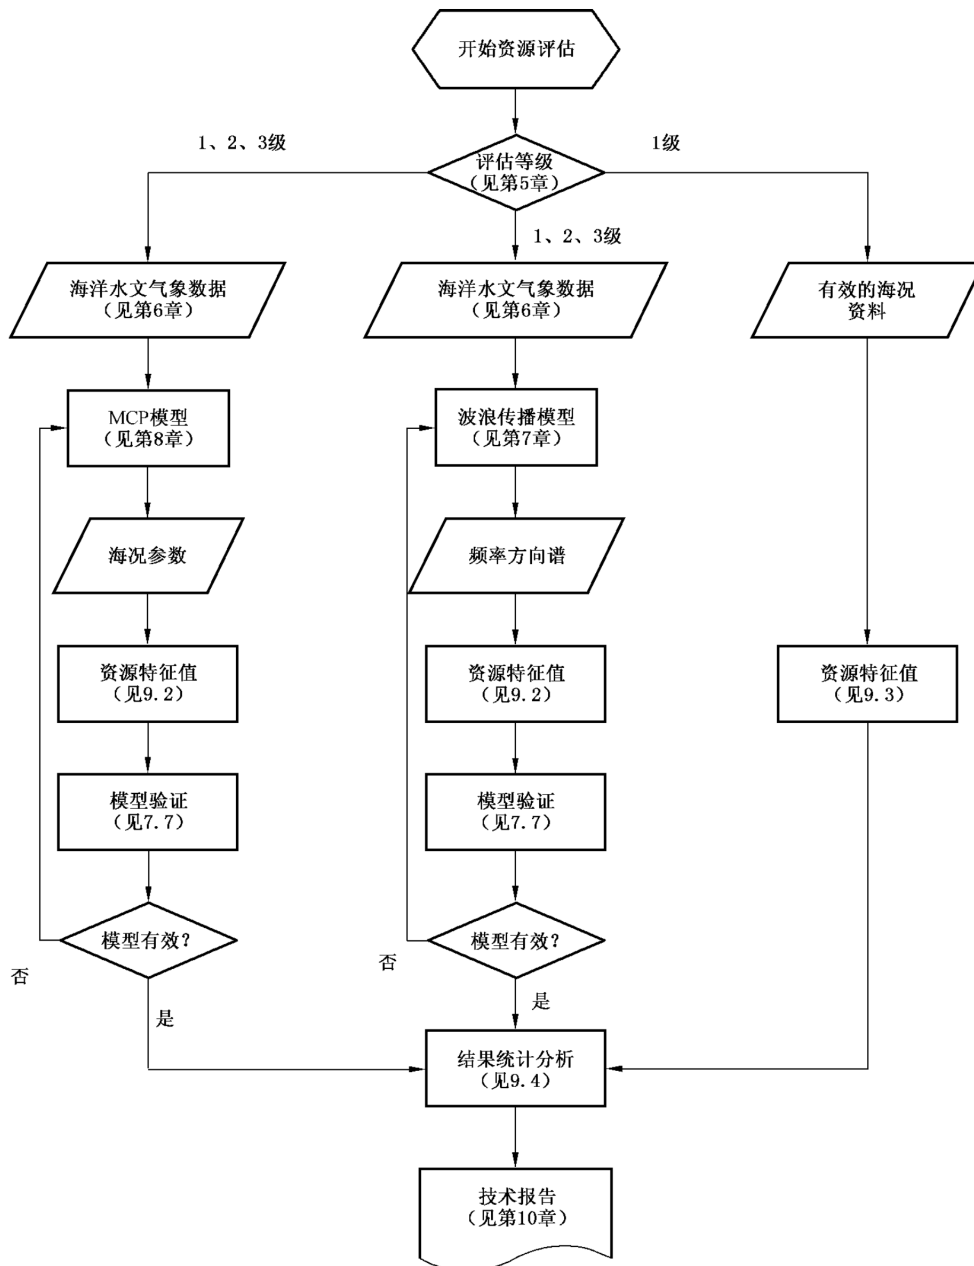 开始资源评估
1、2、3级
1级
评估等级
(见第5章)
1、2、3级
海洋水文气象数据
(见第6章)
海洋水文气象数据
(见第6章)
有效的海况
资料
MCP模型
(见第8章)
波浪传播模型
(见第7章)
海况参数
频率方向谱
资源特征值
(见9.2)
资源特征值
(见9.2)
资源特征值
(见9.3)
模型验证
(见7.7)
模型验证
(见7.7)
模型有效?
模型有效?
否
否
是
是
结果统计分析
(见9.4)
技术报告
(见第10章)